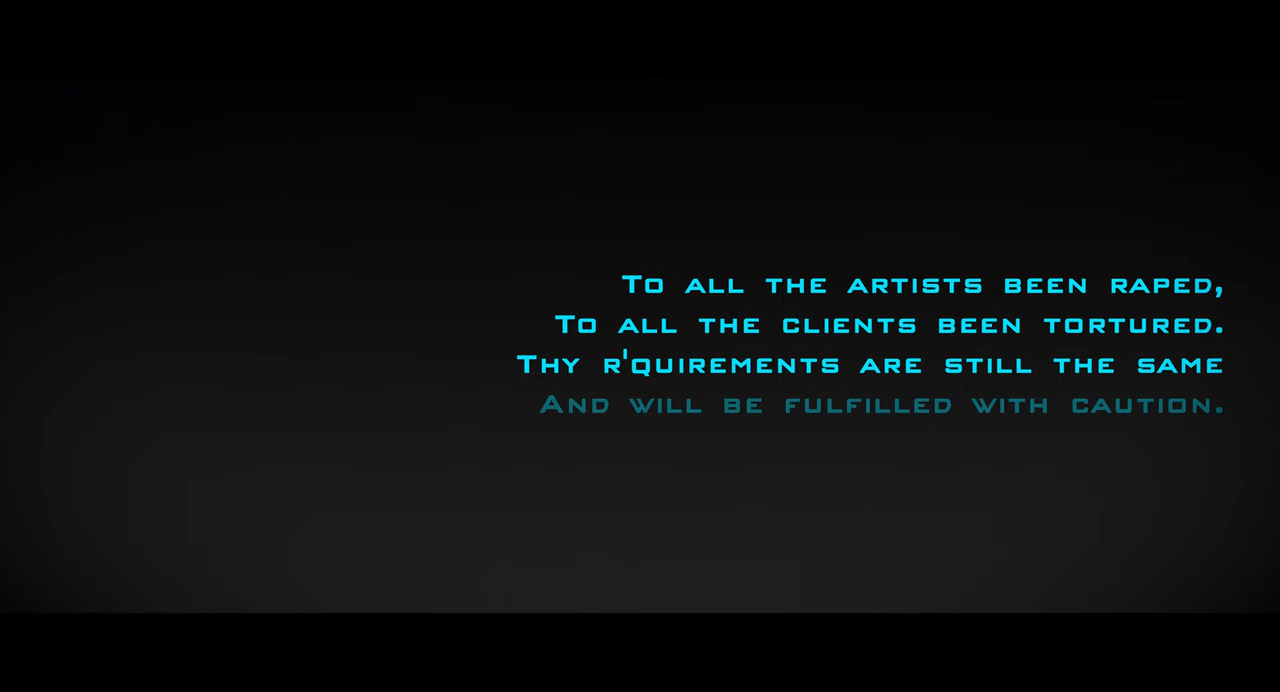 To all the artists been raped,
To all the clients been tortured.
Thy r'quirements are still the same
And will be fulfilled with caution.